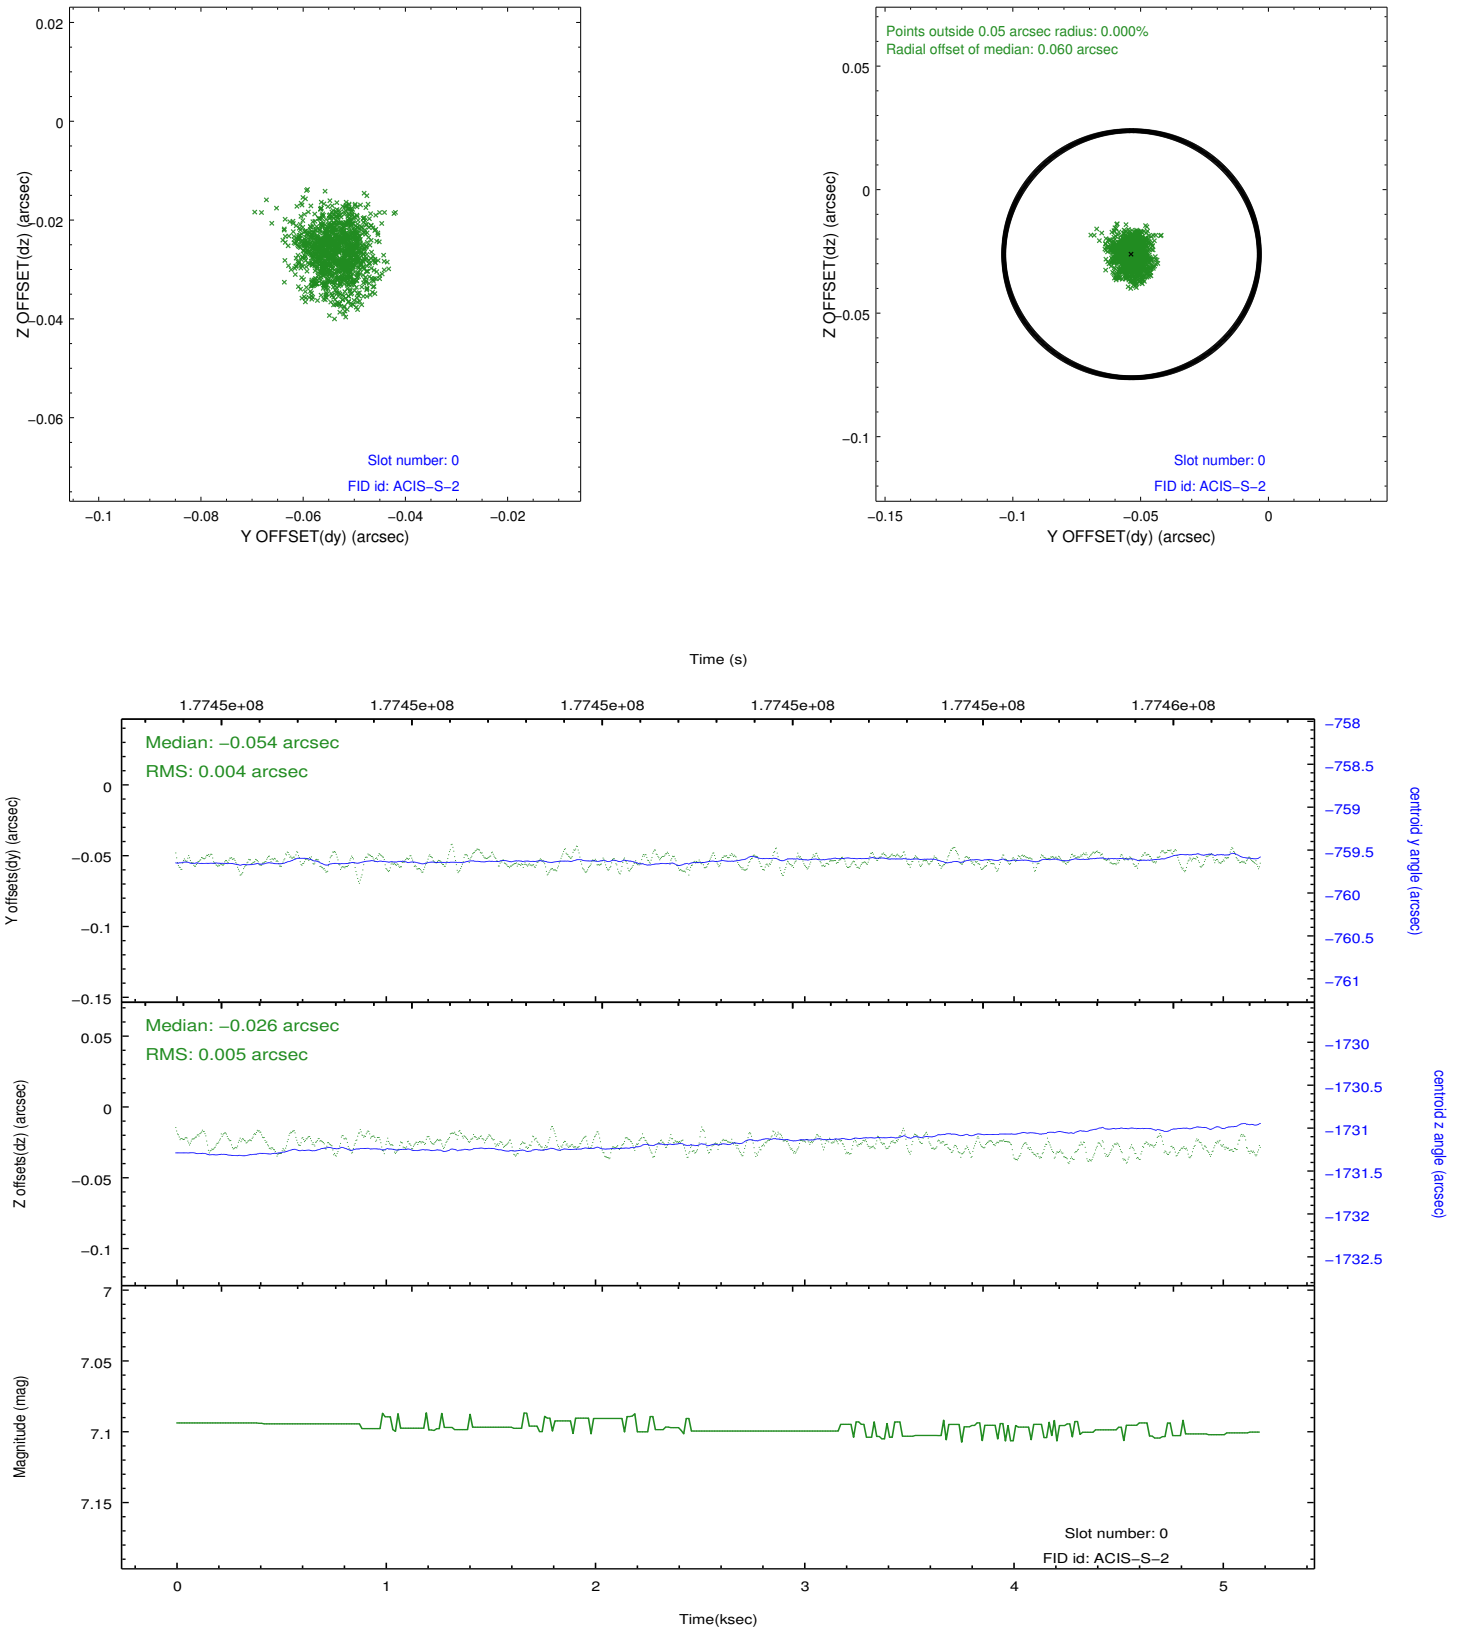 0.02
0
−0.02
−0.04
−0.06
Z OFFSET(dz) (arcsec)
Slot number: 0
FID id: ACIS−S−2
−0.1 −0.08 −0.06 −0.04 −0.02
Y OFFSET(dy) (arcsec)
Points outside 0.05 arcsec radius: 0.000%
Radial offset of median: 0.060 arcsec
0.05
0
−0.05
−0.1
Z OFFSET(dz) (arcsec)
Slot number: 0
FID id: ACIS−S−2
−0.15 −0.1 −0.05 0
Y OFFSET(dy) (arcsec)
Time (s)
1.7745e+08 1.7745e+08 1.7745e+08 1.7745e+08 1.7745e+08 1.7746e+08
Median: −0.054 arcsec
RMS: 0.004 arcsec
0
−0.05
−0.1
−0.15
Y offsets(dy) (arcsec)
−758
−758.5
−759
−759.5
−760
−760.5
−761
centroid y angle (arcsec)
Median: −0.026 arcsec
RMS: 0.005 arcsec
0.05
0
−0.05
−0.1
Z offsets(dz) (arcsec)
−1730
−1730.5
−1731
−1731.5
−1732
−1732.5
centroid z angle (arcsec)
7
7.05
7.1
7.15
Magnitude (mag)
Slot number: 0
FID id: ACIS−S−2
0 1 2 3 4 5
Time(ksec)